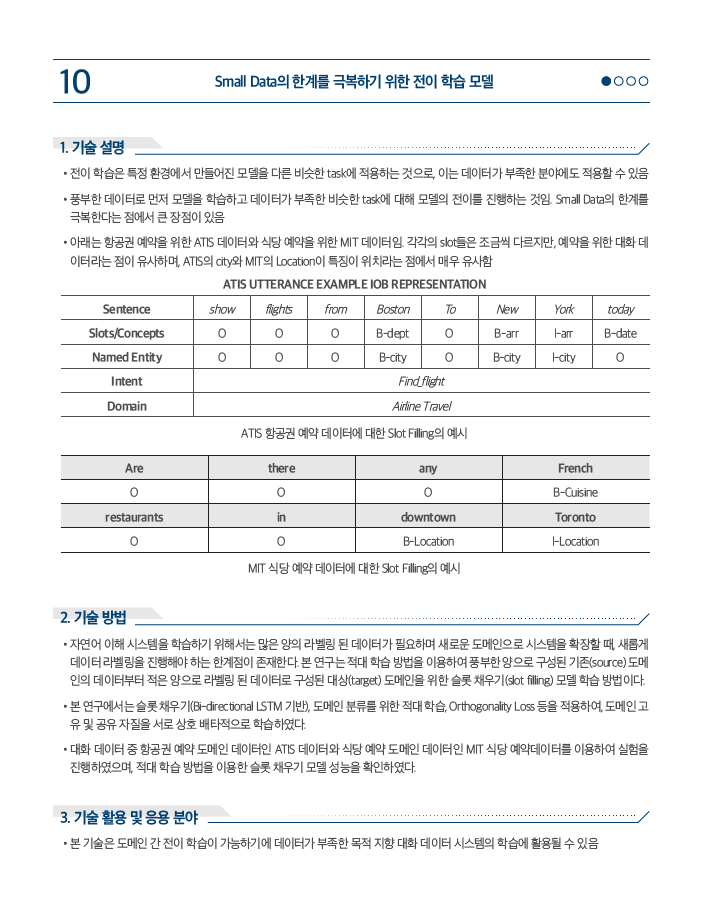 10
Small Data의 한계를 극복하기 위한 전이 학습 모델
1. 기술 설명
• 전이 학습은 특정 환경에서 만들어진 모델을 다른 비슷한 task에 적용하는 것으로, 이는 데이터가 부족한 분야에도 적용할 수 있음
• 풍부한 데이터로 먼저 모델을 학습하고 데이터가 부족한 비슷한 task에 대해 모델의 전이를 진행하는 것임. Small Data의 한계를
극복한다는 점에서 큰 장점이 있음
• 아래는 항공권 예약을 위한 ATIS 데이터와 식당 예약을 위한 MIT 데이터임. 각각의 slot들은 조금씩 다르지만, 예약을 위한 대화 데
이터라는 점이 유사하며, ATIS의 city와 MIT의 Location이 특징이 위치라는 점에서 매우 유사함
ATIS UTTERANCE EXAMPLE IOB REPRESENTATION
Sentence show flights from Boston To New York today
Slots/Concepts O O O B-dept O B-arr I-arr B-date
Named Entity O O O B-city O B-city I-city O
Intent Find_flight
Domain Airline Travel
ATIS 항공권 예약 데이터에 대한 Slot Filling의 예시
Are there any French
O O O B-Cuisine
restaurants in downtown Toronto
O O B-Location I-Location
MIT 식당 예약 데이터에 대한 Slot Filling의 예시
2. 기술 방법
• 자연어 이해 시스템을 학습하기 위해서는 많은 양의 라벨링 된 데이터가 필요하며 새로운 도메인으로 시스템을 확장할 때, 새롭게
데이터 라벨링을 진행해야 하는 한계점이 존재한다. 본 연구는 적대 학습 방법을 이용하여 풍부한 양으로 구성된 기존(source) 도메
인의 데이터부터 적은 양으로 라벨링 된 데이터로 구성된 대상(target) 도메인을 위한 슬롯 채우기(slot filling) 모델 학습 방법이다.
• 본 연구에서는 슬롯 채우기(Bi-directional LSTM 기반), 도메인 분류를 위한 적대 학습, Orthogonality Loss 등을 적용하여, 도메인 고
유 및 공유 자질을 서로 상호 배타적으로 학습하였다.
• 대화 데이터 중 항공권 예약 도메인 데이터인 ATIS 데이터와 식당 예약 도메인 데이터인 MIT 식당 예약데이터를 이용하여 실험을
진행하였으며, 적대 학습 방법을 이용한 슬롯 채우기 모델 성능을 확인하였다.
3. 기술 활용 및 응용 분야
• 본 기술은 도메인 간 전이 학습이 가능하기에 데이터가 부족한 목적 지향 대화 데이터 시스템의 학습에 활용될 수 있음